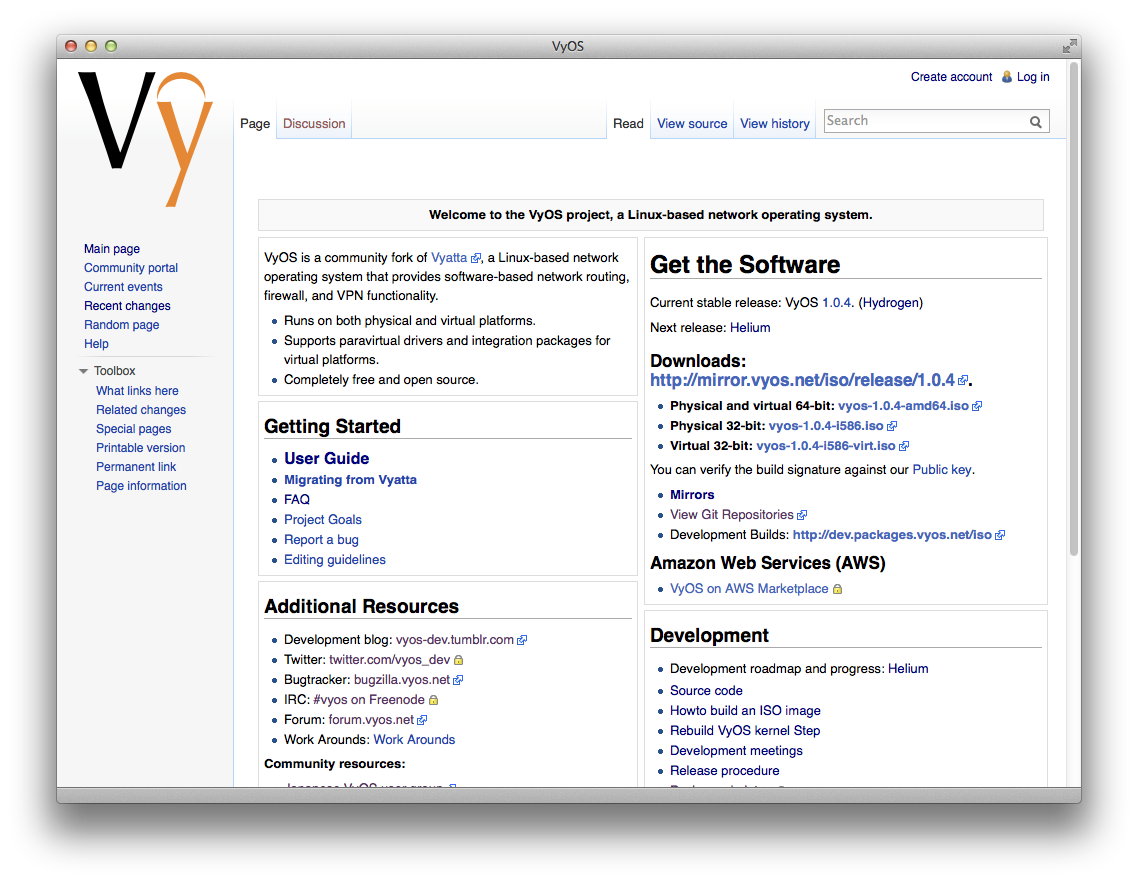 VyOS
Vy
Create account Log in
Page Discussion Read View source View history Search
Main page
Community portal
Current events
Recent changes
Random page
Help
Toolbox
What links here
Related changes
Special pages
Printable version
Permanent link
Page information
Welcome to the VyOS project, a Linux-based network operating system.
VyOS is a community fork of Vyatta, a Linux-based network
operating system that provides software-based network routing,
firewall, and VPN functionality.
Runs on both physical and virtual platforms.
Supports paravirtual drivers and integration packages for
virtual platforms.
Completely free and open source.
Getting Started
User Guide
Migrating from Vyatta
FAQ
Project Goals
Report a bug
Editing guidelines
Additional Resources
Development blog: vyos-dev.tumblr.com
Twitter: twitter.com/vyos_dev
Bugtracker: bugzilla.vyos.net
IRC: #vyos on Freenode
Forum: forum.vyos.net
Work Arounds: Work Arounds
Community resources:
Japanese VyOS user group
Get the Software
Current stable release: VyOS 1.0.4. (Hydrogen)
Next release: Helium
Downloads:
http://mirror.vyos.net/iso/release/1.0.4.
Physical and virtual 64-bit: vyos-1.0.4-amd64.iso
Physical 32-bit: vyos-1.0.4-i586.iso
Virtual 32-bit: vyos-1.0.4-i586-virt.iso
You can verify the build signature against our Public key.
Mirrors
View Git Repositories
Development Builds: http://dev.packages.vyos.net/iso
Amazon Web Services (AWS)
VyOS on AWS Marketplace
Development
Development roadmap and progress: Helium
Source code
Howto build an ISO image
Rebuild VyOS kernel Step
Development meetings
Release procedure